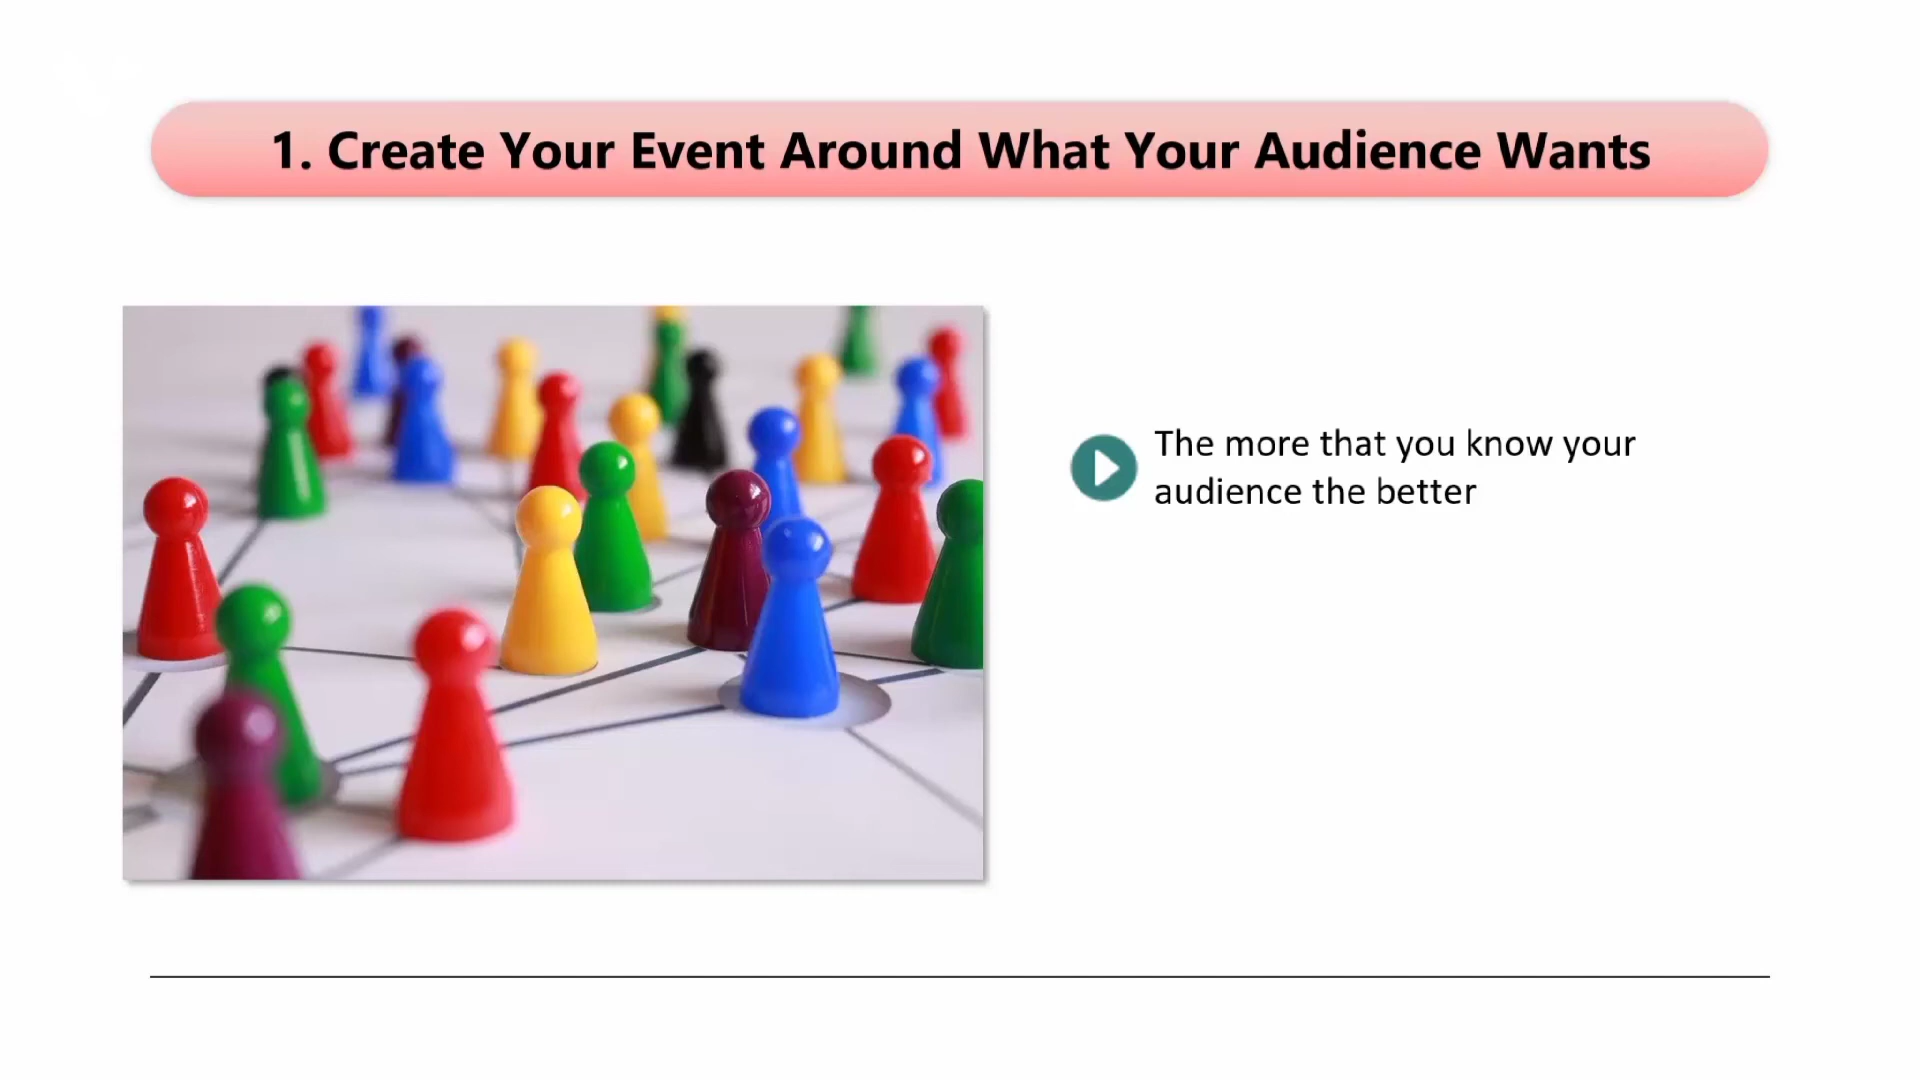 1. Create Your Event Around What Your Audience Wants
The more that you know your
audience the better